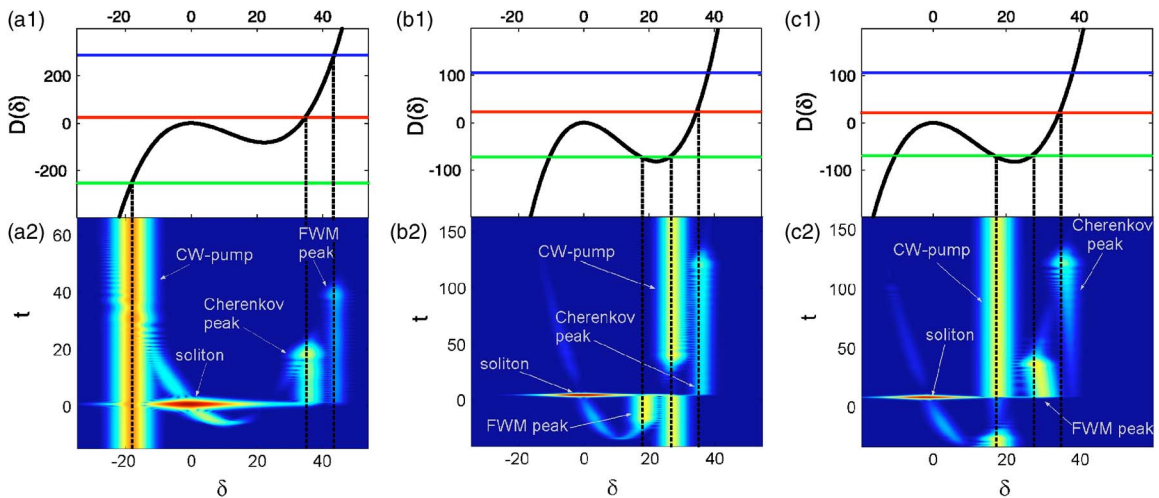 (a1)
-20 0 20 40
D(δ)
200
0
-200
(a2)
60
40
20
0
t
CW-pump
FWM
peak
Cherenkov
peak
soliton
-20 0 20 40
δ
(b1)
-20 0 20 40
D(δ)
100
0
-100
(b2)
150
100
50
0
t
CW-pump
Cherenkov
peak
soliton
FWM peak
-20 0 20 40
δ
(c1)
-20 0 20 40
D(δ)
100
0
-100
(c2)
150
100
50
0
t
Cherenkov
peak
CW-pump
soliton
FWM peak
-20 0 20 40
δ